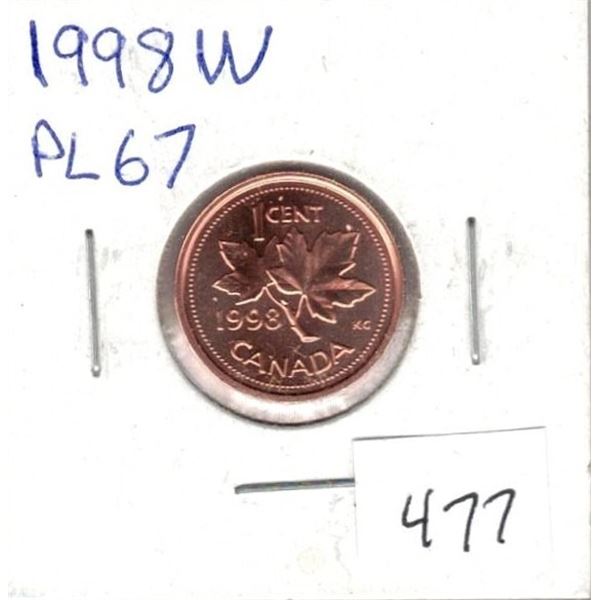 1998W
PL67
1 CENT
1998 KG
CANADA
477